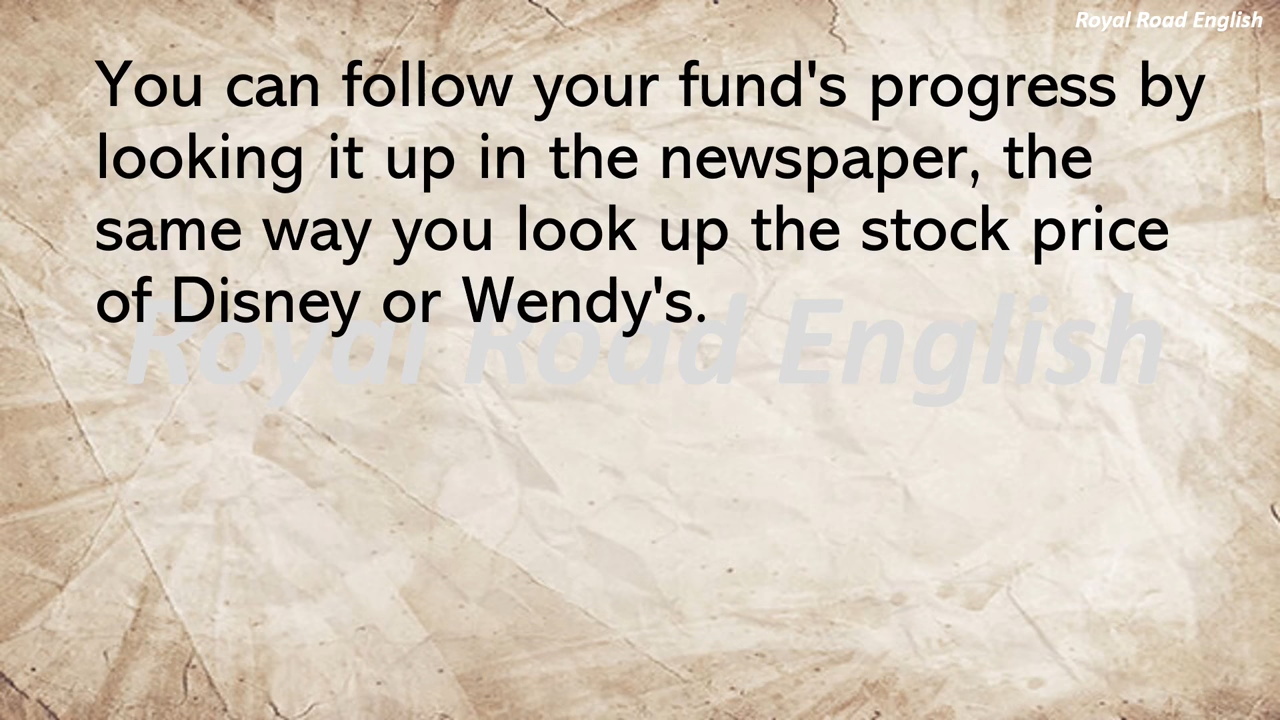 Royal Road English
You can follow your fund's progress by
looking it up in the newspaper, the
same way you look up the stock price
of Disney or Wendy's.
Royal Road English